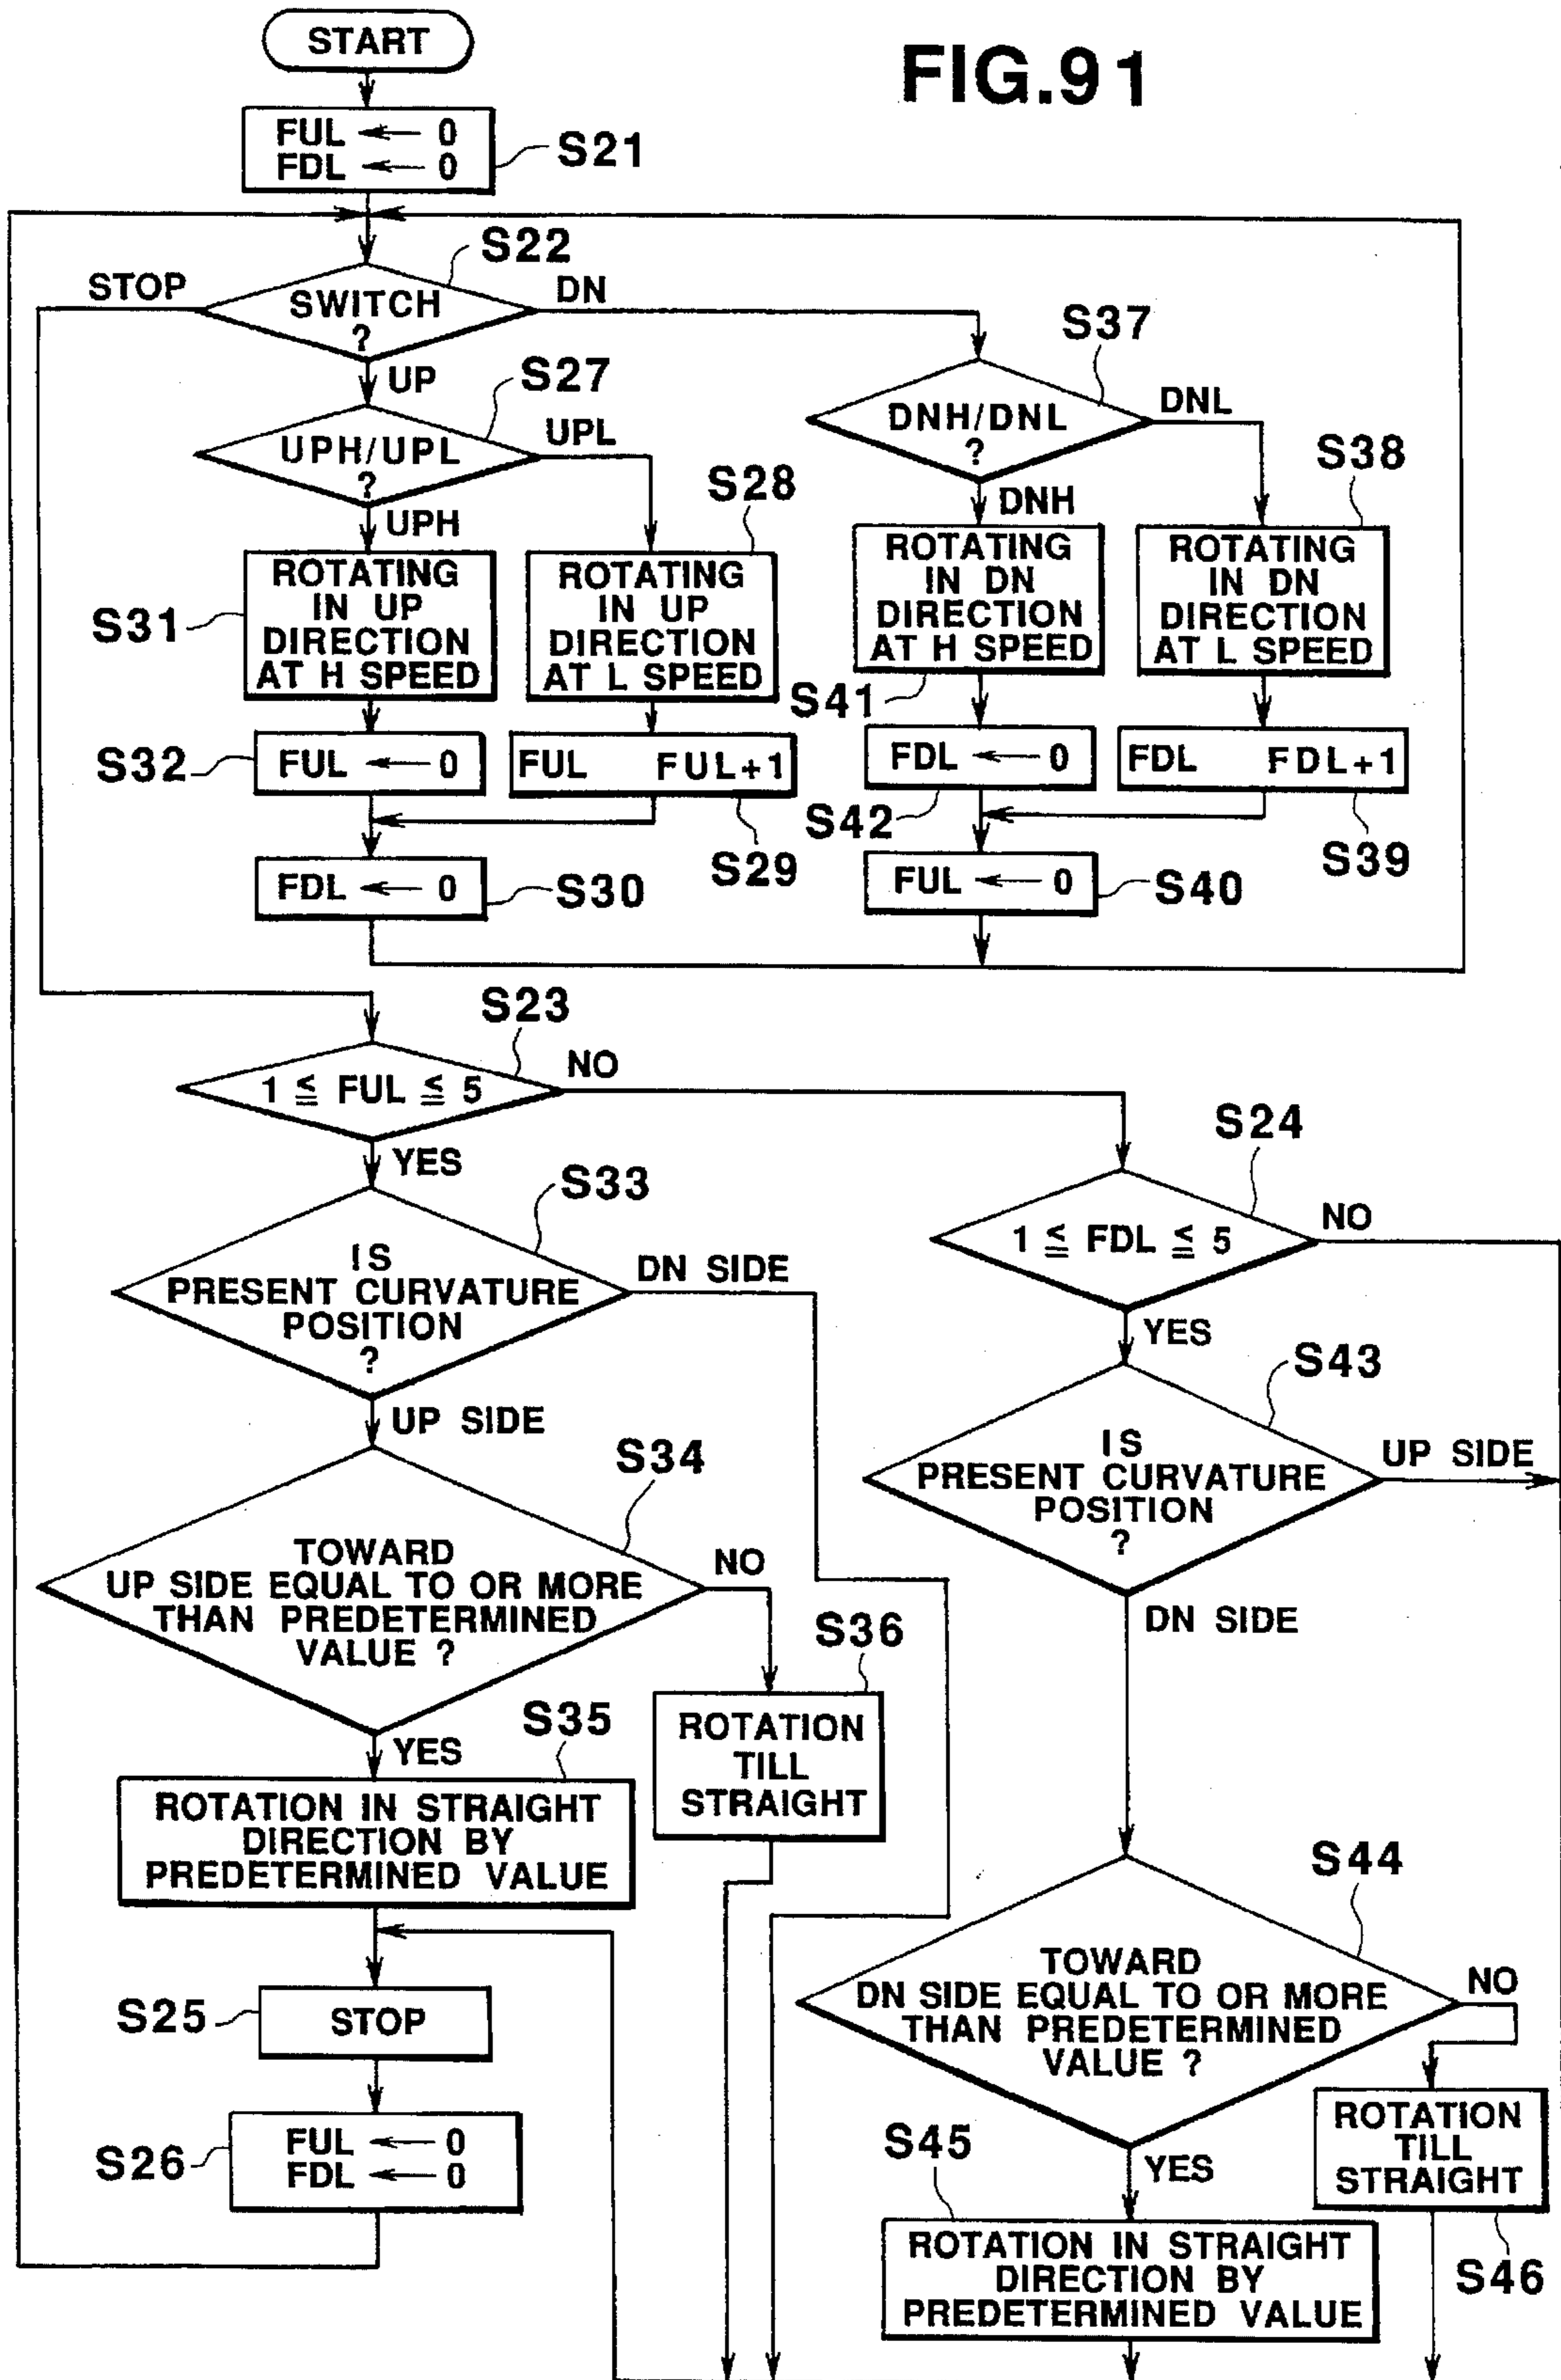 FIG.91
START
FUL ← 0
FDL ← 0
S21
S22
STOP
SWITCH
?
DN
UP
S27
UPH/UPL
?
UPL
UPH
S37
DNH/DNL
?
DNL
DNH
S28
S38
S31
ROTATING
IN UP
DIRECTION
AT H SPEED
ROTATING
IN UP
DIRECTION
AT L SPEED
ROTATING
IN DN
DIRECTION
AT H SPEED
ROTATING
IN DN
DIRECTION
AT L SPEED
S41
S32
FUL ← 0
FUL FUL+1
FDL ← 0
FDL FDL+1
S42
S29
S39
FDL ← 0
S30
FUL ← 0
S40
S23
1 ≦ FUL ≦ 5
NO
YES
S24
1 ≦ FDL ≦ 5
NO
YES
S33
IS
PRESENT CURVATURE
POSITION
?
DN SIDE
UP SIDE
S43
IS
PRESENT CURVATURE
POSITION
?
UP SIDE
DN SIDE
S34
TOWARD
UP SIDE EQUAL TO OR MORE
THAN PREDETERMINED
VALUE ?
NO
YES
S36
ROTATION
TILL
STRAIGHT
S35
ROTATION IN STRAIGHT
DIRECTION BY
PREDETERMINED VALUE
S44
TOWARD
DN SIDE EQUAL TO OR MORE
THAN PREDETERMINED
VALUE ?
NO
YES
S25
STOP
S26
FUL ← 0
FDL ← 0
S45
ROTATION IN STRAIGHT
DIRECTION BY
PREDETERMINED VALUE
ROTATION
TILL
STRAIGHT
S46